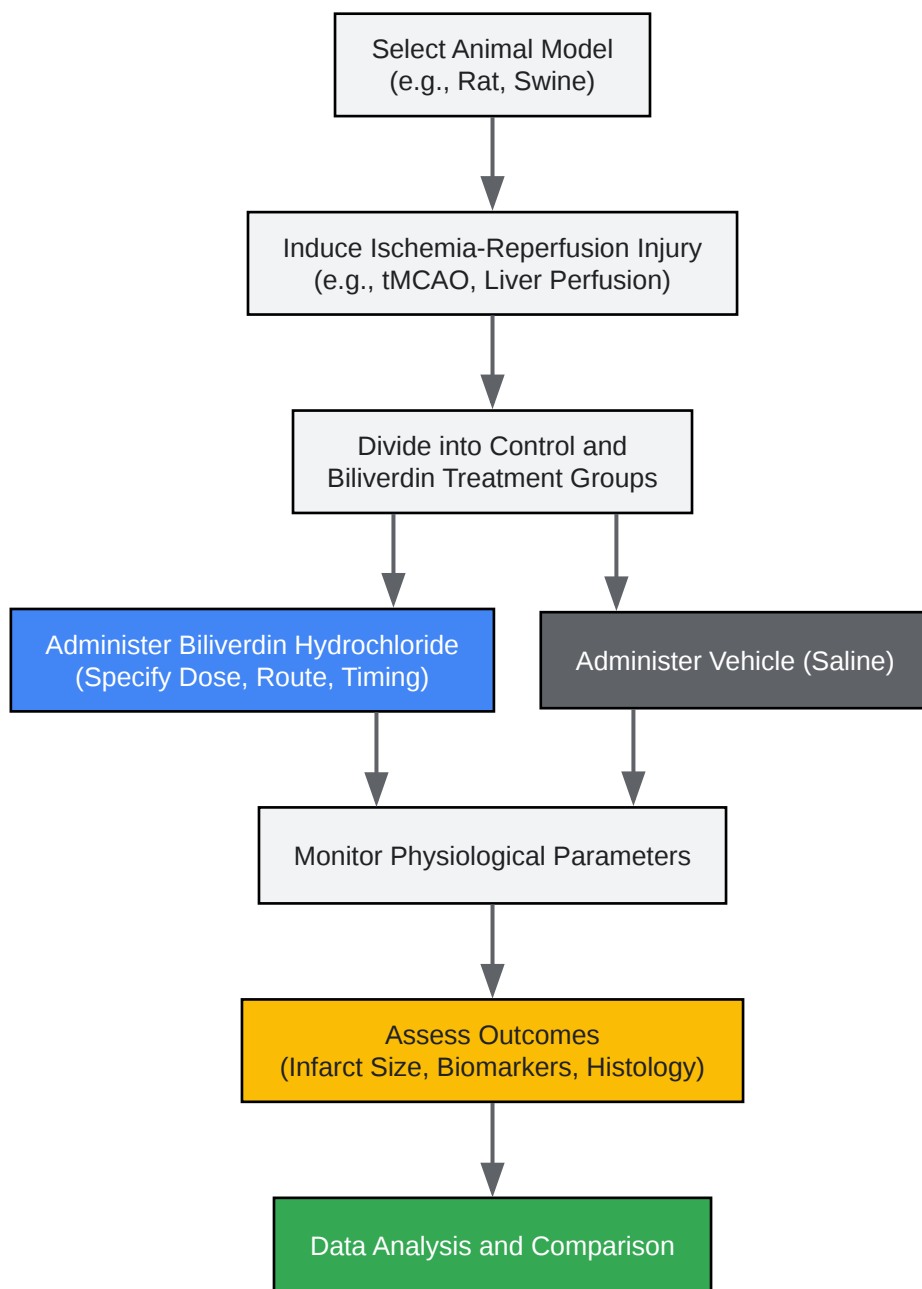 Select Animal Model
(e.g., Rat, Swine)
Induce Ischemia-Reperfusion Injury
(e.g., tMCAO, Liver Perfusion)
Divide into Control and
Biliverdin Treatment Groups
Administer Biliverdin Hydrochloride
(Specify Dose, Route, Timing)
Administer Vehicle (Saline)
Monitor Physiological Parameters
Assess Outcomes
(Infarct Size, Biomarkers, Histology)
Data Analysis and Comparison